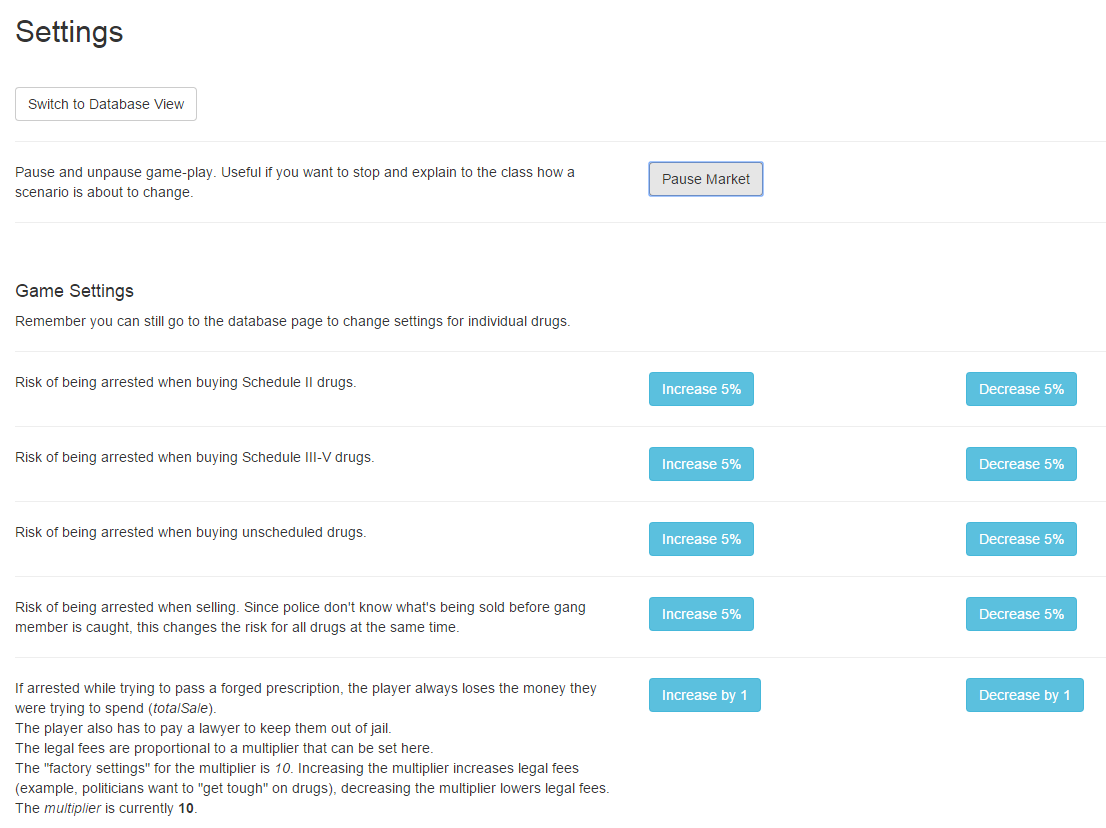 Settings
Switch to Database View
Pause and unpause game-play. Useful if you want to stop and explain to the class how a
scenario is about to change.
Pause Market
Game Settings
Remember you can still go to the database page to change settings for individual drugs.
Risk of being arrested when buying Schedule II drugs.
Increase 5%
Decrease 5%
Risk of being arrested when buying Schedule III-V drugs.
Increase 5%
Decrease 5%
Risk of being arrested when buying unscheduled drugs.
Increase 5%
Decrease 5%
Risk of being arrested when selling. Since police don't know what's being sold before gang
member is caught, this changes the risk for all drugs at the same time.
Increase 5%
Decrease 5%
If arrested while trying to pass a forged prescription, the player always loses the money they
were trying to spend (totalSale).
The player also has to pay a lawyer to keep them out of jail.
The legal fees are proportional to a multiplier that can be set here.
The "factory settings" for the multiplier is 10. Increasing the multiplier increases legal fees
(example, politicians want to "get tough" on drugs), decreasing the multiplier lowers legal fees.
The multiplier is currently 10.
Increase by 1
Decrease by 1